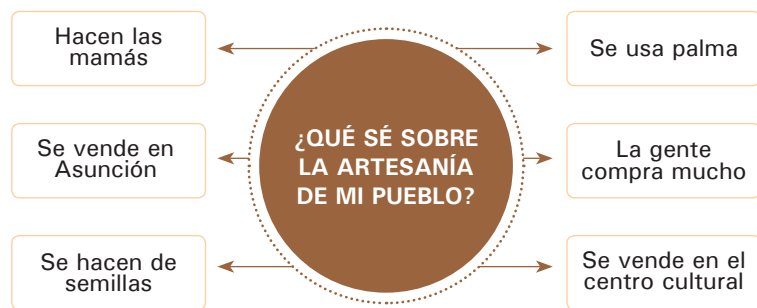 Hacen las
mamás
Se usa palma
Se vende en
Asunción
¿QUÉ SÉ SOBRE
LA ARTESANÍA
DE MI PUEBLO?
La gente
compra mucho
Se hacen de
semillas
Se vende en el
centro cultural